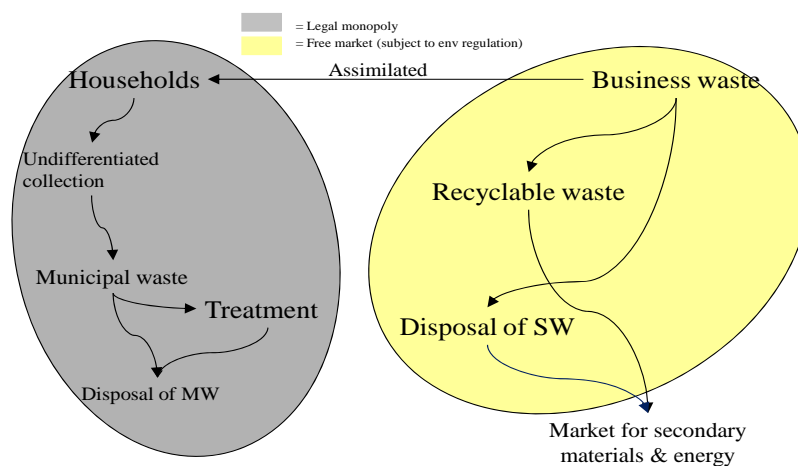 = Legal monopoly
= Free market (subject to env regulation)
Assimilated
Households
Business waste
Undifferentiated
collection
Recyclable waste
Municipal waste
Treatment
Disposal of SW
Disposal of MW
Market for secondary
materials & energy